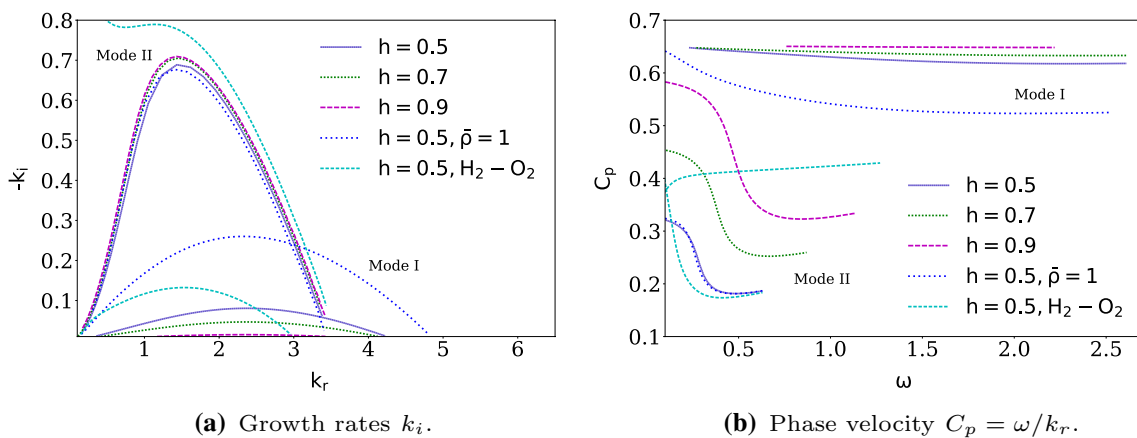 0.8
0.7
0.6
0.5
0.4
0.3
0.2
0.1
-k_i
1
2
3
4
5
6
k_r
Mode II
Mode I
h = 0.5
h = 0.7
h = 0.9
h = 0.5, ρ̄ = 1
h = 0.5, H₂ − O₂
(a) Growth rates k_i.
0.7
0.6
0.5
0.4
0.3
0.2
0.1
C_p
0.5
1.0
1.5
2.0
2.5
ω
Mode I
Mode II
h = 0.5
h = 0.7
h = 0.9
h = 0.5, ρ̄ = 1
h = 0.5, H₂ − O₂
(b) Phase velocity C_p = ω/k_r.